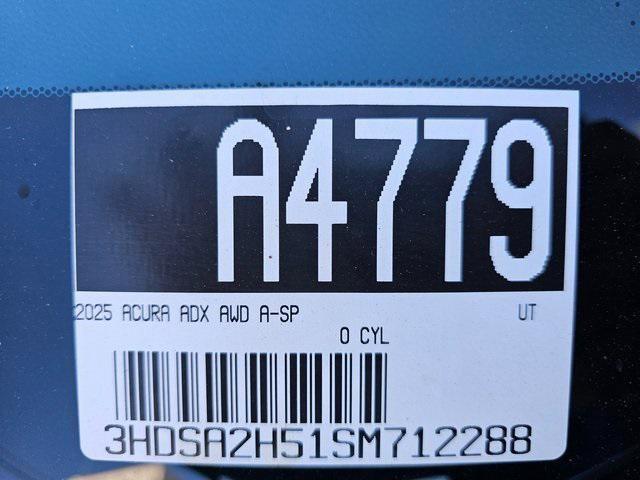 A4779
2025 ACURA ADX AWD A-SP UT
0 CYL
3HDSA2H51SM712288